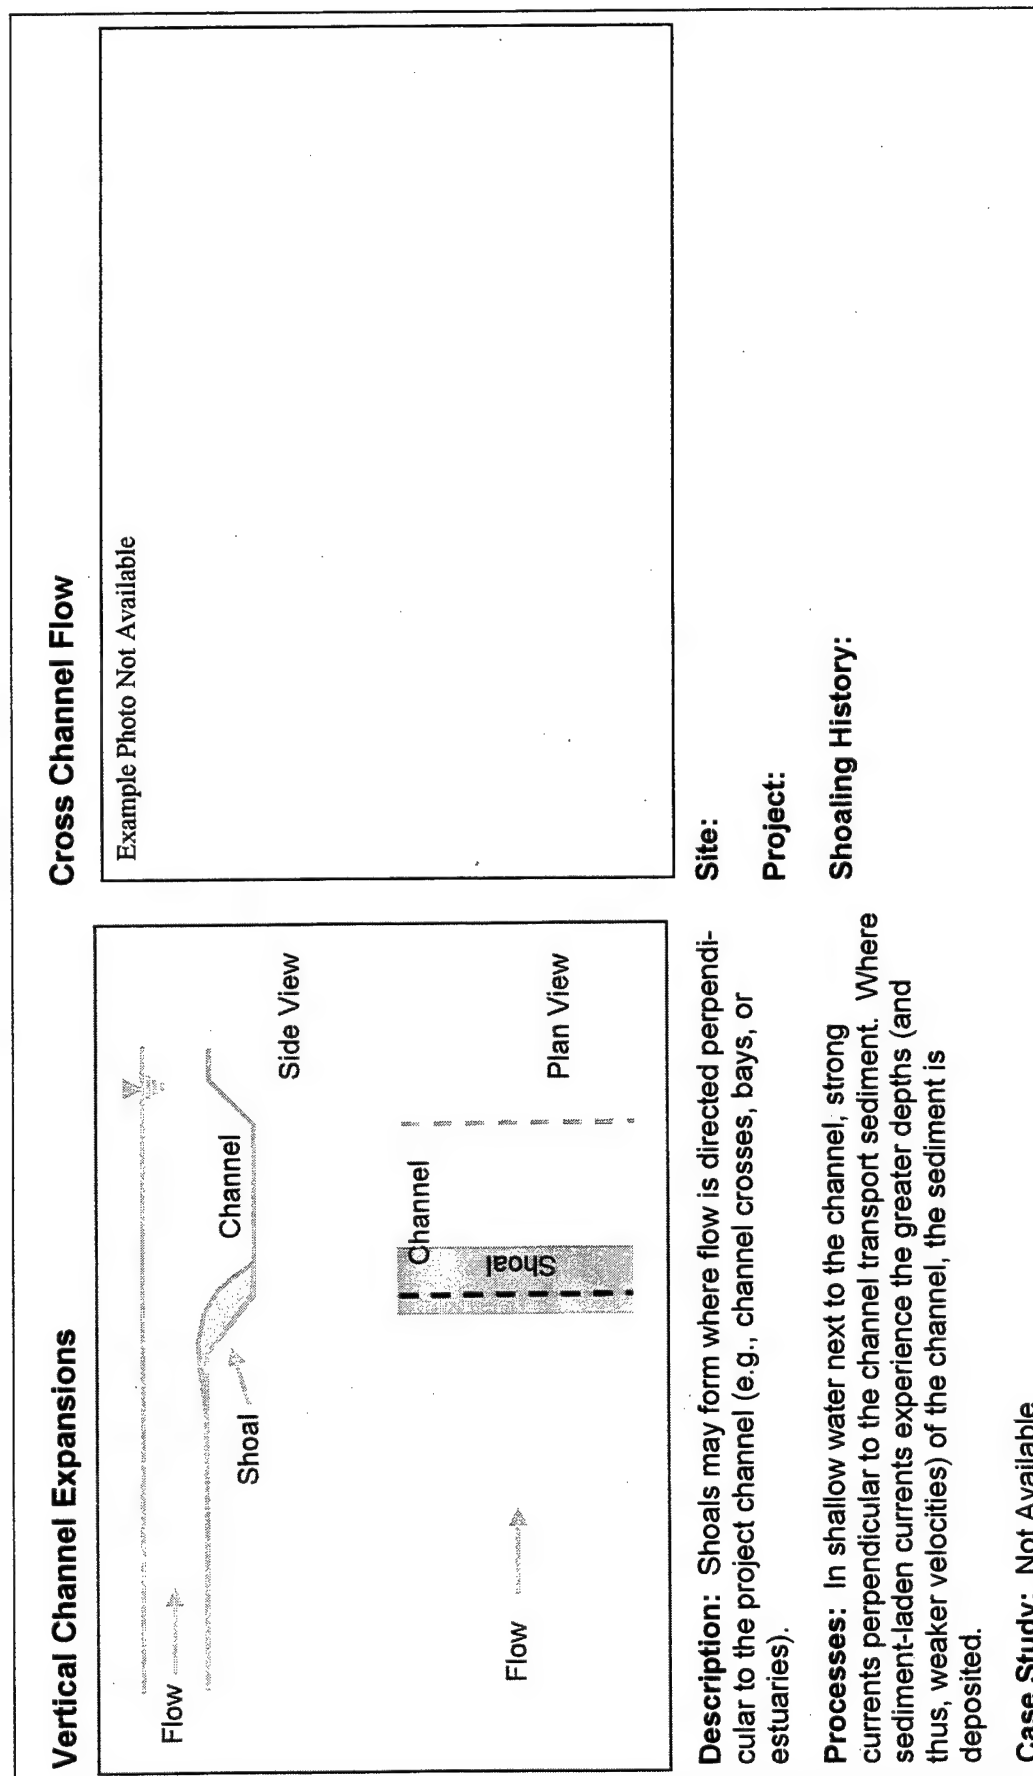 Vertical Channel Expansions
Flow
Shoal
Channel
Side View
Flow
Channel
Shoal
Plan View
Description: Shoals may form where flow is directed perpendi-
cular to the project channel (e.g., channel crosses, bays, or
estuaries).
Processes: In shallow water next to the channel, strong
currents perpendicular to the channel transport sediment. Where
sediment-laden currents experience the greater depths (and
thus, weaker velocities) of the channel, the sediment is
deposited.
Case Study: Not Available
Cross Channel Flow
Example Photo Not Available
Site:
Project:
Shoaling History: